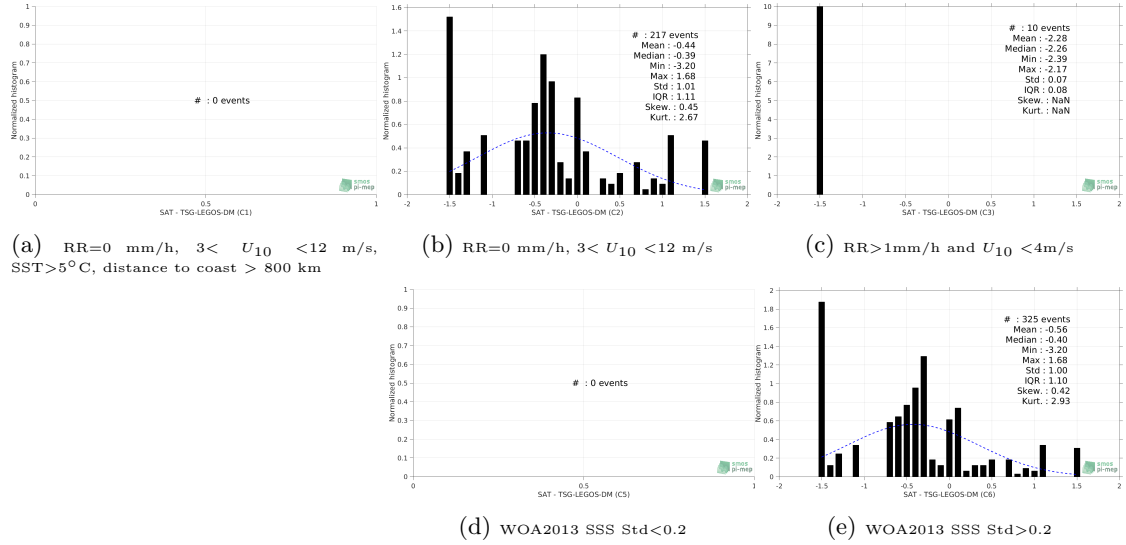 1
0.9
0.8
0.7
0.6
0.5
0.4
0.3
0.2
0.1
0
Normalized histogram
# : 0 events
0 0.5 1
SAT - TSG-LEGOS-DM (C1)
smos
pi-mep
1.6
1.4
1.2
1
0.8
0.6
0.4
0.2
0
Normalized histogram
# : 217 events
Mean : -0.44
Median : -0.39
Min : -3.20
Max : 1.68
Std : 1.01
IQR : 1.11
Skew. : 0.45
Kurt. : 2.67
-2 -1.5 -1 -0.5 0 0.5 1 1.5 2
SAT - TSG-LEGOS-DM (C2)
smos
pi-mep
10
9
8
7
6
5
4
3
2
1
0
Normalized histogram
# : 10 events
Mean : -2.28
Median : -2.26
Min : -2.39
Max : -2.17
Std : 0.07
IQR : 0.08
Skew. : NaN
Kurt. : NaN
-2 -1.5 -1 -0.5 0 0.5 1 1.5 2
SAT - TSG-LEGOS-DM (C3)
smos
pi-mep
(a) RR=0 mm/h, 3< U10 <12 m/s,
SST>5°C, distance to coast > 800 km
(b) RR=0 mm/h, 3< U10 <12 m/s
(c) RR>1mm/h and U10 <4m/s
1
0.9
0.8
0.7
0.6
0.5
0.4
0.3
0.2
0.1
0
Normalized histogram
# : 0 events
0 0.5 1
SAT - TSG-LEGOS-DM (C5)
smos
pi-mep
2
1.8
1.6
1.4
1.2
1
0.8
0.6
0.4
0.2
0
Normalized histogram
# : 325 events
Mean : -0.56
Median : -0.40
Min : -3.20
Max : 1.68
Std : 1.00
IQR : 1.10
Skew. : 0.42
Kurt. : 2.93
-2 -1.5 -1 -0.5 0 0.5 1 1.5 2
SAT - TSG-LEGOS-DM (C6)
smos
pi-mep
(d) WOA2013 SSS Std<0.2
(e) WOA2013 SSS Std>0.2